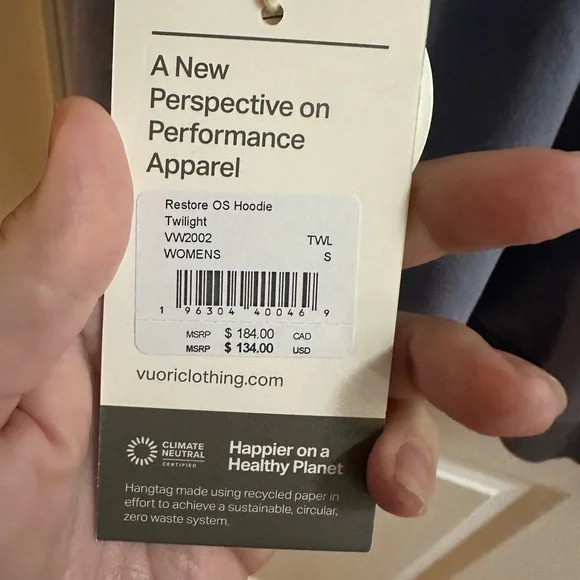 A New
Perspective on
Performance
Apparel
Restore OS Hoodie
Twilight
VW2002 TWL
WOMENS S
1 96304 40046 9
MSRP $ 184.00 CAD
MSRP $ 134.00 USD
vuoriclothing.com
CLIMATE
NEUTRAL
CERTIFIED
Happier on a
Healthy Planet
Hangtag made using recycled paper in
effort to achieve a sustainable, circular,
zero waste system.